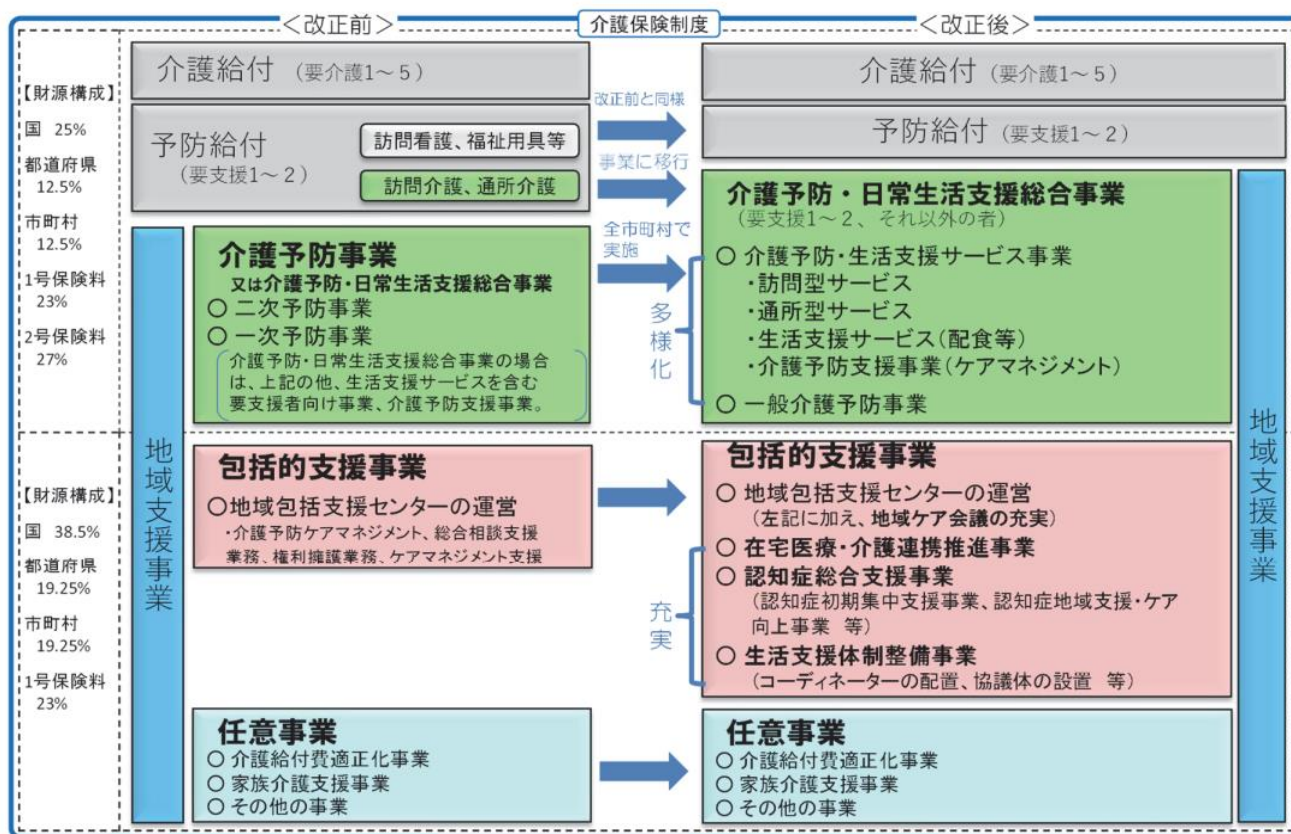 ＜改正前＞
介護保険制度
＜改正後＞
【財源構成】
国 25%
都道府県
12.5%
市町村
12.5%
1号保険料
23%
2号保険料
27%
介護給付（要介護1～5）
予防給付
（要支援1～2）
訪問看護、福祉用具等
訪問介護、通所介護
改正前と同様
事業に移行
全市町村で
実施
多様化
介護給付（要介護1～5）
予防給付（要支援1～2）
介護予防・日常生活支援総合事業
（要支援1～2、それ以外の者）
○ 介護予防・生活支援サービス事業
・訪問型サービス
・通所型サービス
・生活支援サービス（配食等）
・介護予防支援事業（ケアマネジメント）
○ 一般介護予防事業
介護予防事業
又は介護予防・日常生活支援総合事業
○ 二次予防事業
○ 一次予防事業
介護予防・日常生活支援総合事業の場合
は、上記の他、生活支援サービスを含む
要支援者向け事業、介護予防支援事業。
地域支援事業
地域支援事業
【財源構成】
国 38.5%
都道府県
19.25%
市町村
19.25%
1号保険料
23%
包括的支援事業
○地域包括支援センターの運営
・介護予防ケアマネジメント、総合相談支援
業務、権利擁護業務、ケアマネジメント支援
充実
包括的支援事業
○ 地域包括支援センターの運営
（左記に加え、地域ケア会議の充実）
○ 在宅医療・介護連携推進事業
○ 認知症総合支援事業
（認知症初期集中支援事業、認知症地域支援・ケア
向上事業 等）
○ 生活支援体制整備事業
（コーディネーターの配置、協議体の設置 等）
任意事業
○ 介護給付費適正化事業
○ 家族介護支援事業
○ その他の事業
任意事業
○ 介護給付費適正化事業
○ 家族介護支援事業
○ その他の事業